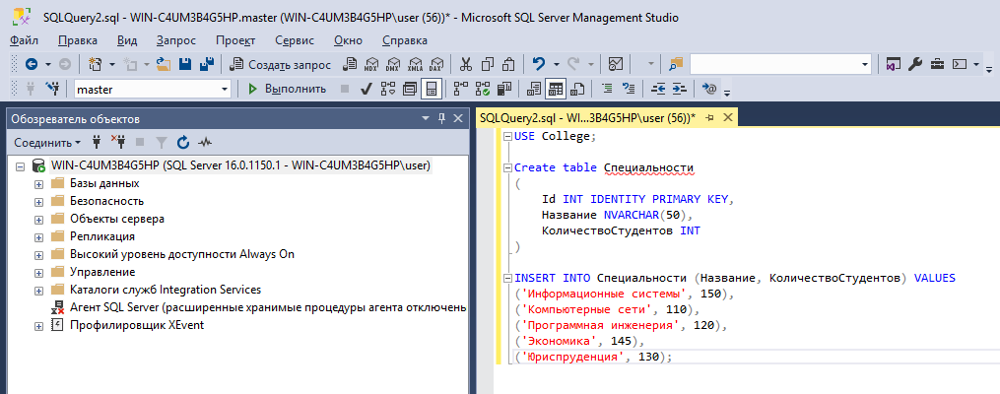 SQLQuery2.sql - WIN-C4UM3B4G5HP.master (WIN-C4UM3B4G5HP\user (56))* - Microsoft SQL Server Management Studio
Файл Правка Вид Запрос Проект Сервис Окно Справка
Создать запрос MDX DMX XMLA DAX
master Выполнить
Обозреватель объектов
Соединить
WIN-C4UM3B4G5HP (SQL Server 16.0.1150.1 - WIN-C4UM3B4G5HP\user)
Базы данных
Безопасность
Объекты сервера
Репликация
Высокий уровень доступности Always On
Управление
Каталоги служб Integration Services
Агент SQL Server (расширенные хранимые процедуры агента отключень
Профилировщик XEvent
SQLQuery2.sql - WI...3B4G5HP\user (56))*
USE College;
Create table Специальности
(
Id INT IDENTITY PRIMARY KEY,
Название NVARCHAR(50),
КоличествоСтудентов INT
)
INSERT INTO Специальности (Название, КоличествоСтудентов) VALUES
('Информационные системы', 150),
('Компьютерные сети', 110),
('Программная инженерия', 120),
('Экономика', 145),
('Юриспруденция', 130);